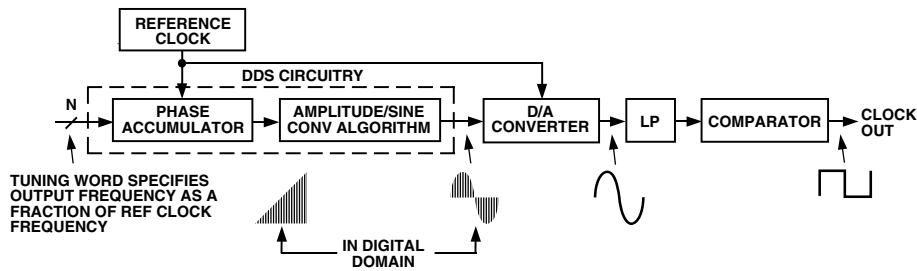 REFERENCE
CLOCK
DDS CIRCUITRY
N
PHASE
ACCUMULATOR
AMPLITUDE/SINE
CONV ALGORITHM
D/A
CONVERTER
LP
COMPARATOR
CLOCK
OUT
TUNING WORD SPECIFIES
OUTPUT FREQUENCY AS A
FRACTION OF REF CLOCK
FREQUENCY
IN DIGITAL
DOMAIN